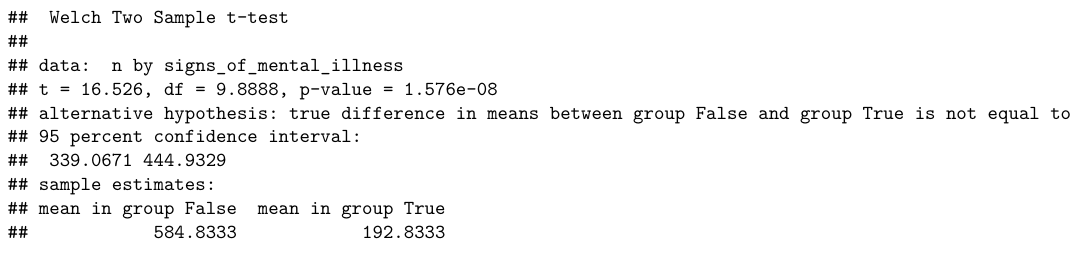 ##  Welch Two Sample t-test
##
## data:  n by signs_of_mental_illness
## t = 16.526, df = 9.8888, p-value = 1.576e-08
## alternative hypothesis: true difference in means between group False and group True is not equal to
## 95 percent confidence interval:
##  339.0671 444.9329
## sample estimates:
## mean in group False  mean in group True
##            584.8333            192.8333